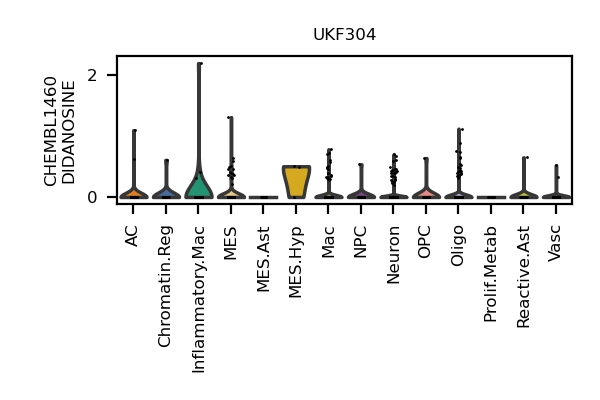 UKF304
CHEMBL1460
DIDANOSINE
2
0
AC
Chromatin.Reg
Inflammatory.Mac
MES
MES.Ast
MES.Hyp
Mac
NPC
Neuron
OPC
Oligo
Prolif.Metab
Reactive.Ast
Vasc